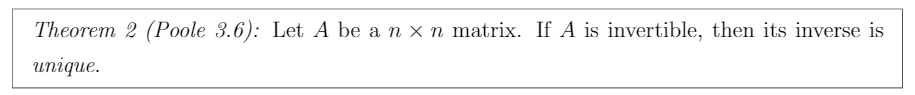 Theorem 2 (Poole 3.6): Let A be a n × n matrix. If A is invertible, then its inverse is
unique.